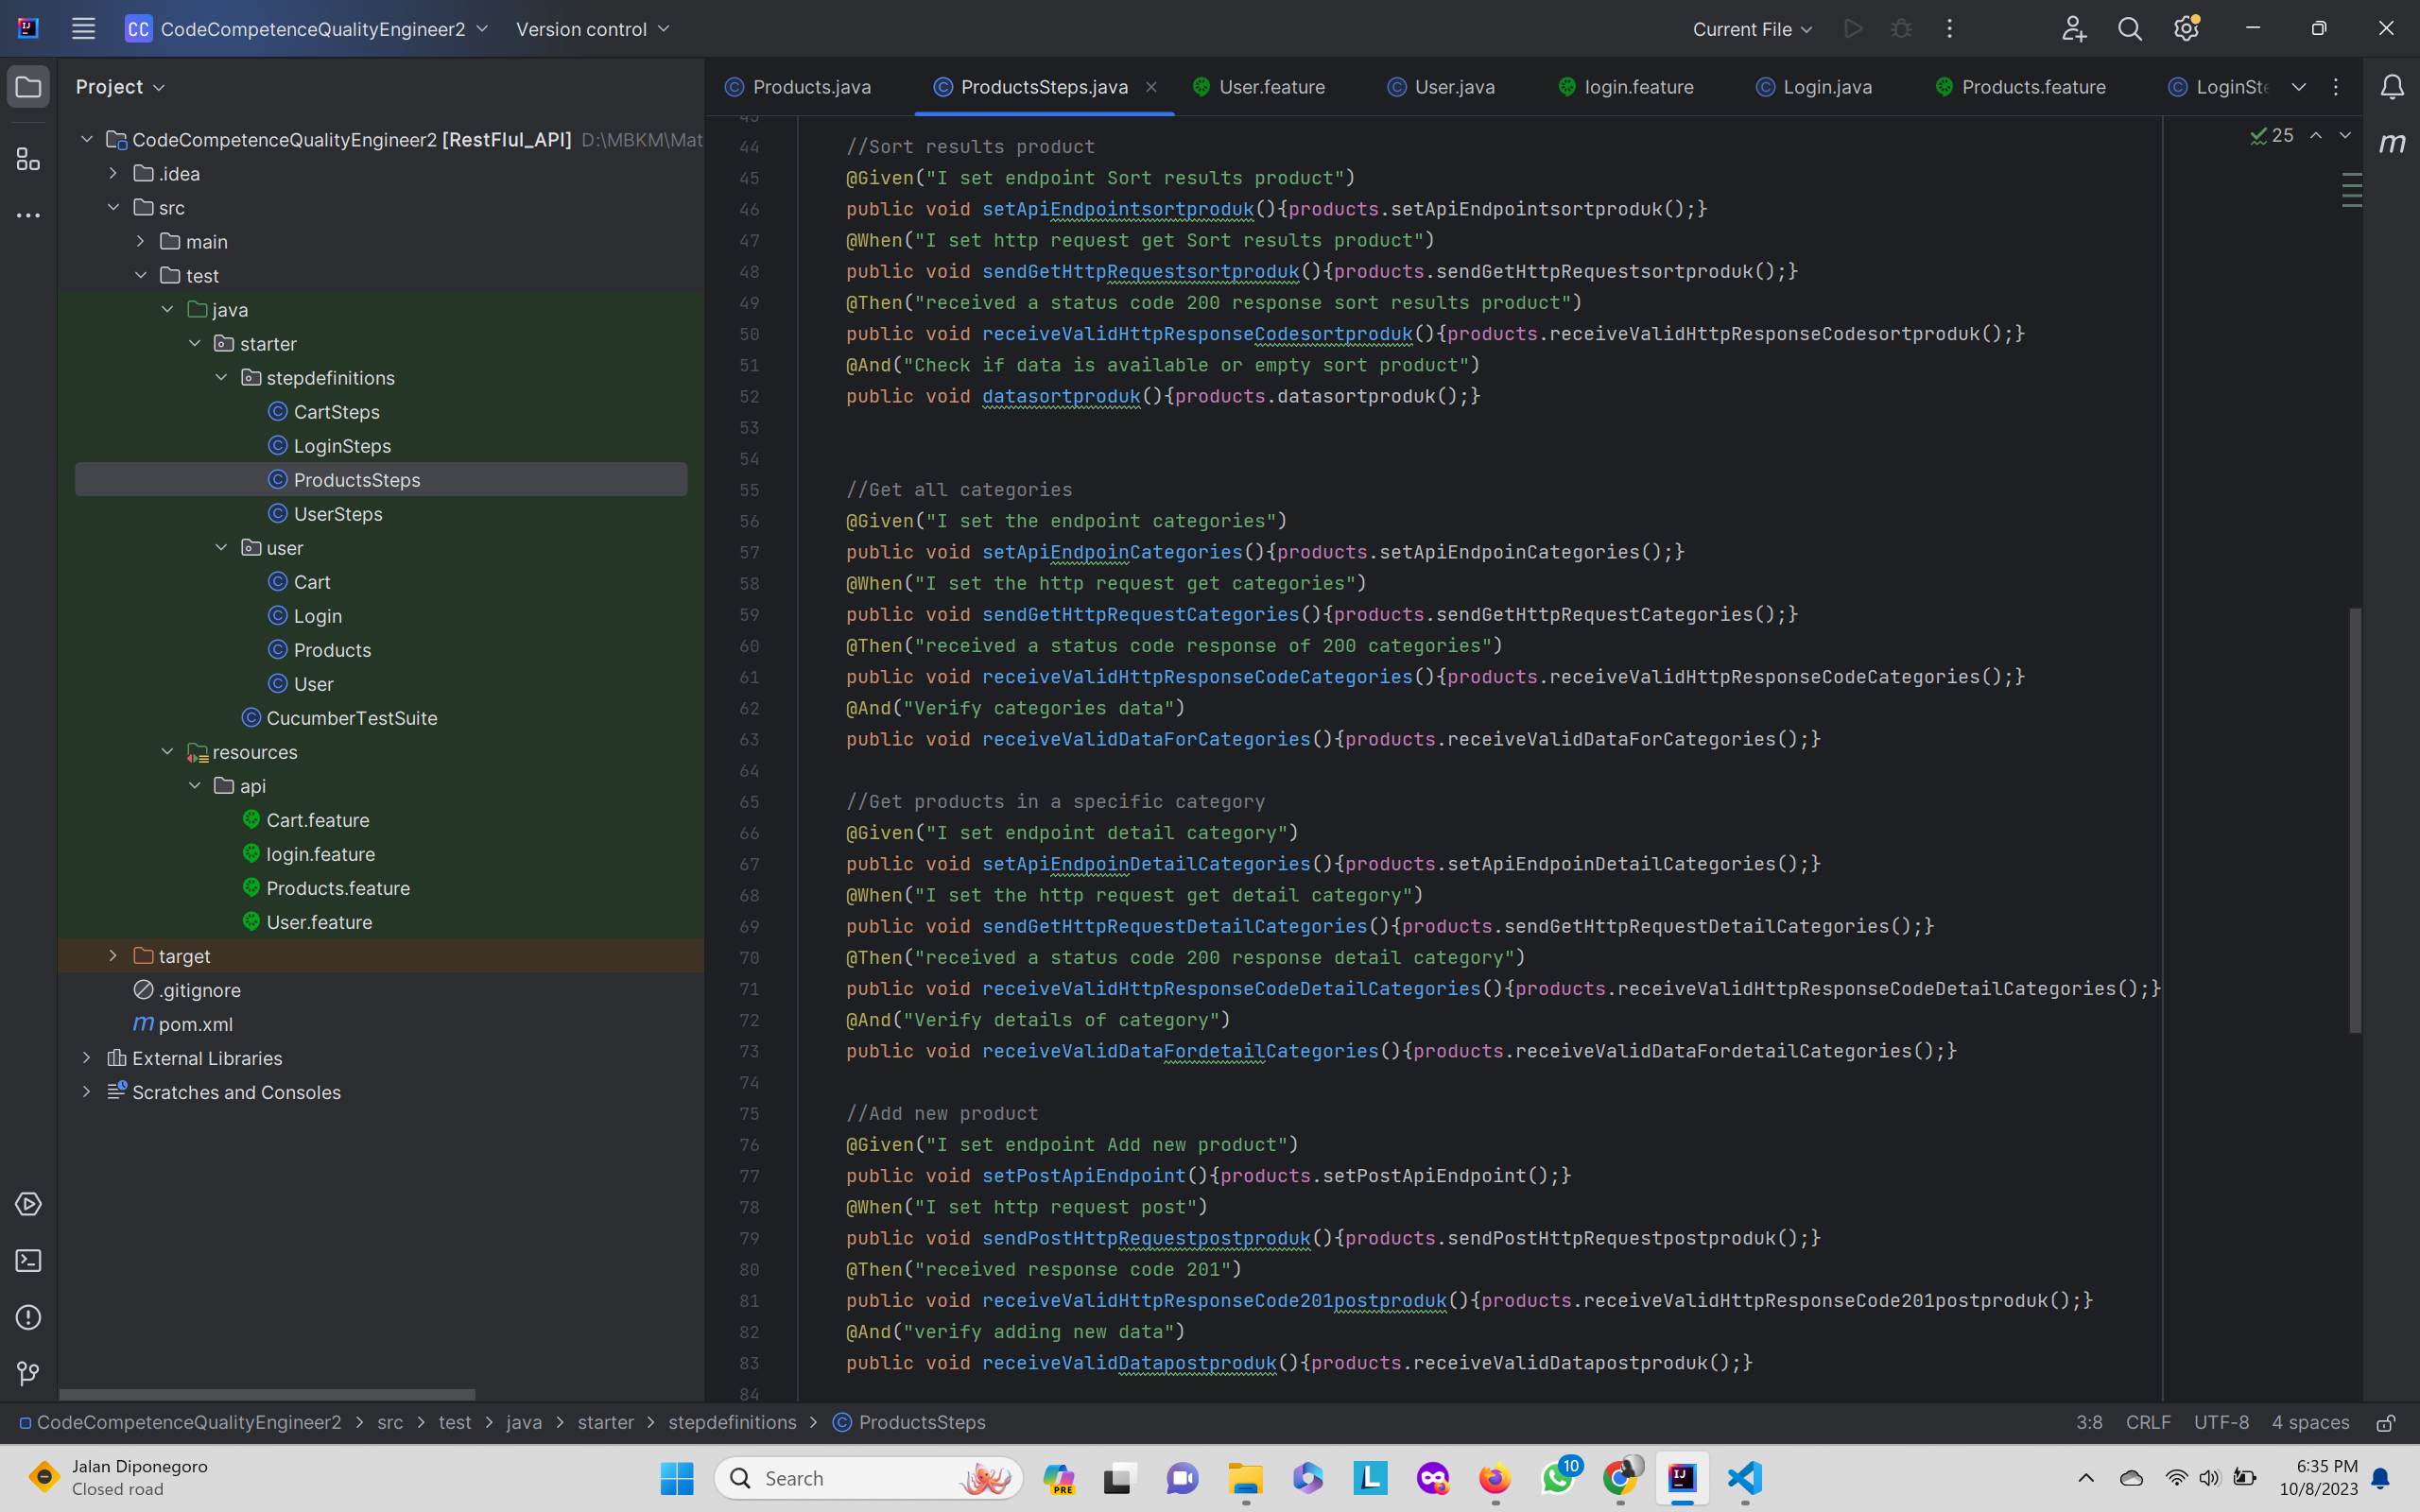 CC CodeCompetenceQualityEngineer2 Version control Current File
Project
Products.java ProductsSteps.java User.feature User.java login.feature Login.java Products.feature LoginSte
CodeCompetenceQualityEngineer2 [RestFlul_API] D:\MBKM\Mat
.idea
src
main
test
java
starter
stepdefinitions
CartSteps
LoginSteps
ProductsSteps
UserSteps
user
Cart
Login
Products
User
CucumberTestSuite
resources
api
Cart.feature
login.feature
Products.feature
User.feature
target
.gitignore
pom.xml
External Libraries
Scratches and Consoles
25
43
44 //Sort results product
45 @Given("I set endpoint Sort results product")
46 public void setApiEndpointsortproduk(){products.setApiEndpointsortproduk();}
47 @When("I set http request get Sort results product")
48 public void sendGetHttpRequestsortproduk(){products.sendGetHttpRequestsortproduk();}
49 @Then("received a status code 200 response sort results product")
50 public void receiveValidHttpResponseCodesortproduk(){products.receiveValidHttpResponseCodesortproduk();}
51 @And("Check if data is available or empty sort product")
52 public void datasortproduk(){products.datasortproduk();}
53
54
55 //Get all categories
56 @Given("I set the endpoint categories")
57 public void setApiEndpoinCategories(){products.setApiEndpoinCategories();}
58 @When("I set the http request get categories")
59 public void sendGetHttpRequestCategories(){products.sendGetHttpRequestCategories();}
60 @Then("received a status code response of 200 categories")
61 public void receiveValidHttpResponseCodeCategories(){products.receiveValidHttpResponseCodeCategories();}
62 @And("Verify categories data")
63 public void receiveValidDataForCategories(){products.receiveValidDataForCategories();}
64
65 //Get products in a specific category
66 @Given("I set endpoint detail category")
67 public void setApiEndpoinDetailCategories(){products.setApiEndpoinDetailCategories();}
68 @When("I set the http request get detail category")
69 public void sendGetHttpRequestDetailCategories(){products.sendGetHttpRequestDetailCategories();}
70 @Then("received a status code 200 response detail category")
71 public void receiveValidHttpResponseCodeDetailCategories(){products.receiveValidHttpResponseCodeDetailCategories();}
72 @And("Verify details of category")
73 public void receiveValidDataFordetailCategories(){products.receiveValidDataFordetailCategories();}
74
75 //Add new product
76 @Given("I set endpoint Add new product")
77 public void setPostApiEndpoint(){products.setPostApiEndpoint();}
78 @When("I set http request post")
79 public void sendPostHttpRequestpostproduk(){products.sendPostHttpRequestpostproduk();}
80 @Then("received response code 201")
81 public void receiveValidHttpResponseCode201postproduk(){products.receiveValidHttpResponseCode201postproduk();}
82 @And("verify adding new data")
83 public void receiveValidDatapostproduk(){products.receiveValidDatapostproduk();}
84
CodeCompetenceQualityEngineer2 > src > test > java > starter > stepdefinitions > ProductsSteps 3:8 CRLF UTF-8 4 spaces
Jalan Diponegoro
Closed road
Search
PRE
10
6:35 PM
10/8/2023